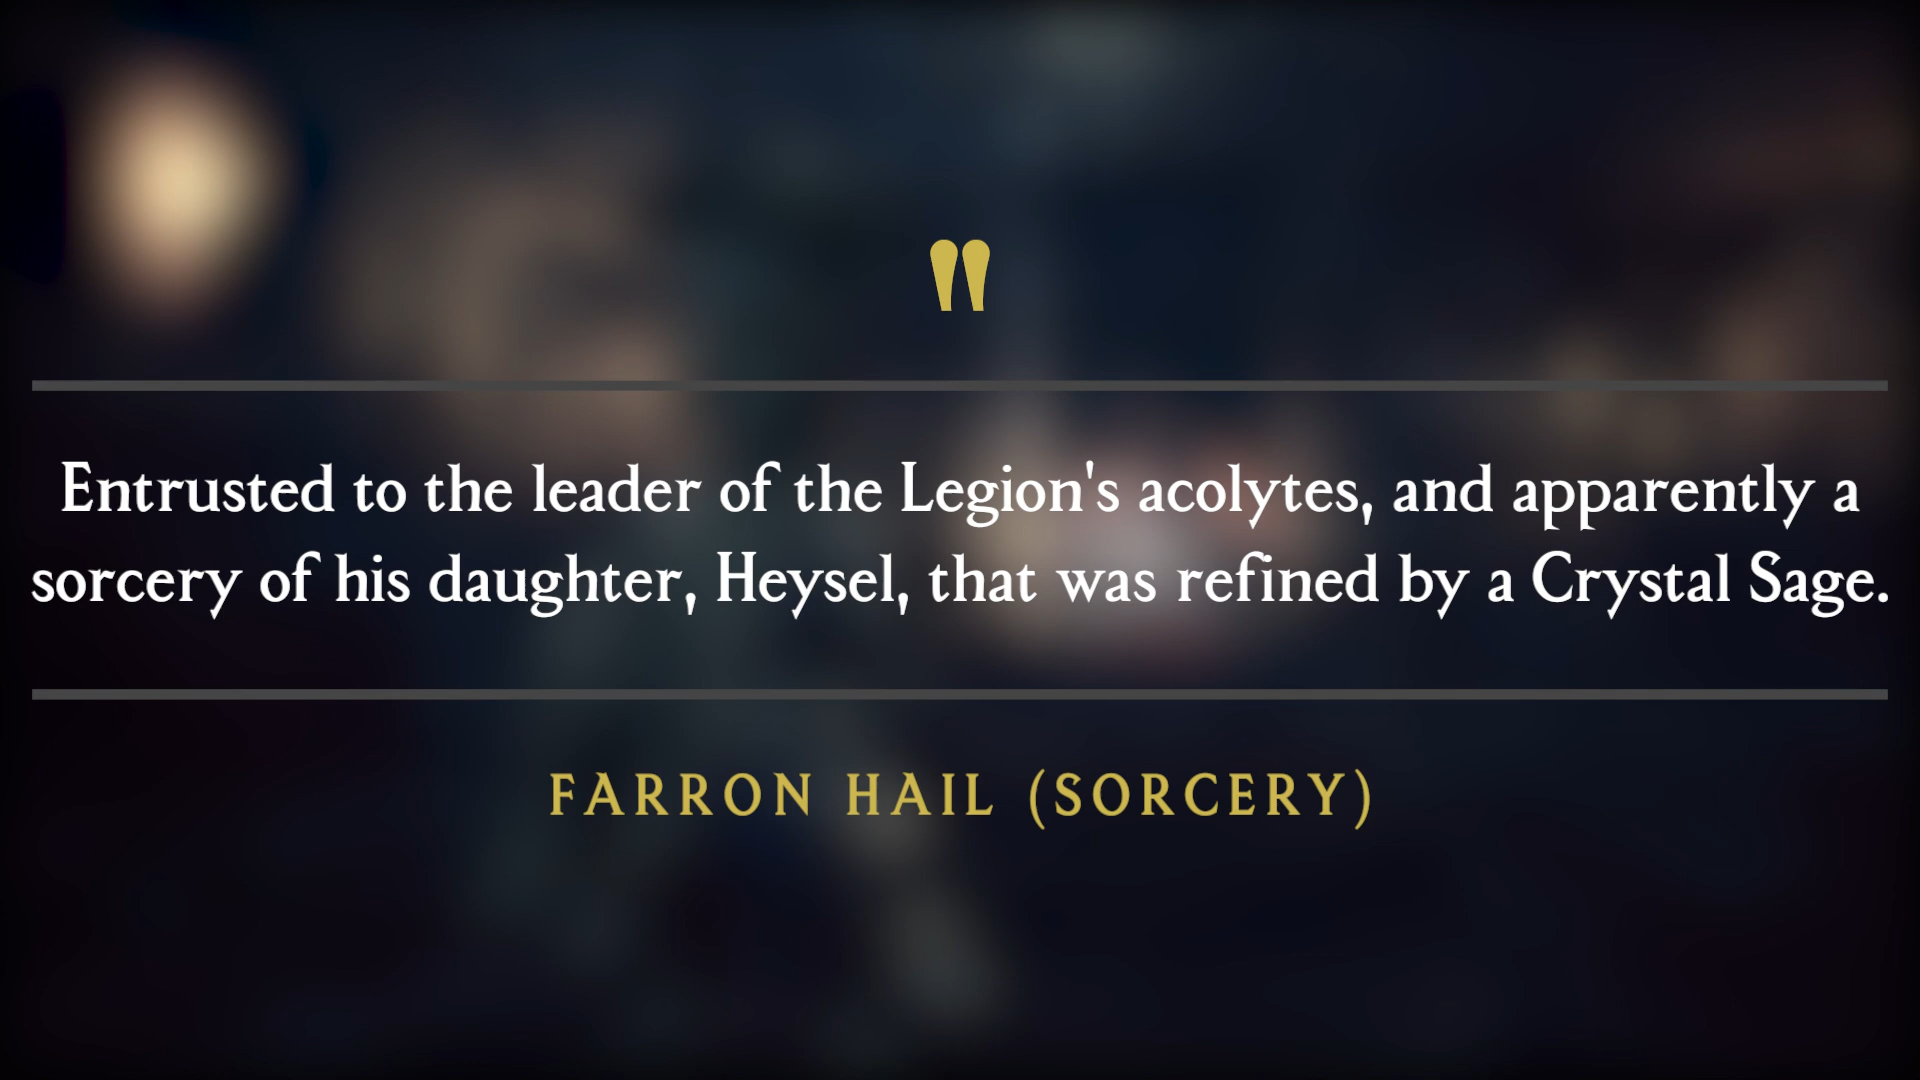 "
Entrusted to the leader of the Legion's acolytes, and apparently a
sorcery of his daughter, Heysel, that was refined by a Crystal Sage.
FARRON HAIL (SORCERY)